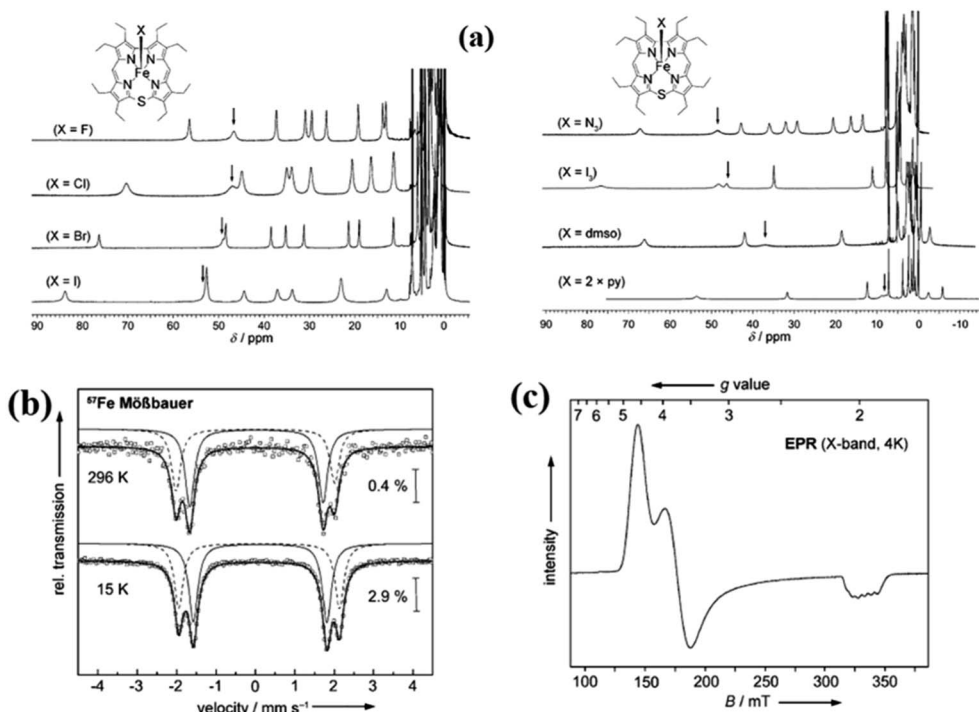 (a)
X
Fe
N
N
N
N
S
(X = F)
(X = Cl)
(X = Br)
(X = I)
90 80 70 60 50 40 30 20 10 0
δ / ppm
X
Fe
N
N
N
N
S
(X = N₃)
(X = I₃)
(X = dmso)
(X = 2 × py)
90 80 70 60 50 40 30 20 10 0 -10
δ / ppm
(b)
⁵⁷Fe Mößbauer
296 K
0.4 %
15 K
2.9 %
rel. transmission
-4 -3 -2 -1 0 1 2 3 4
velocity / mm s⁻¹
(c)
g value
7 6 5 4 3 2
EPR (X-band, 4K)
intensity
100 150 200 250 300 350
B / mT